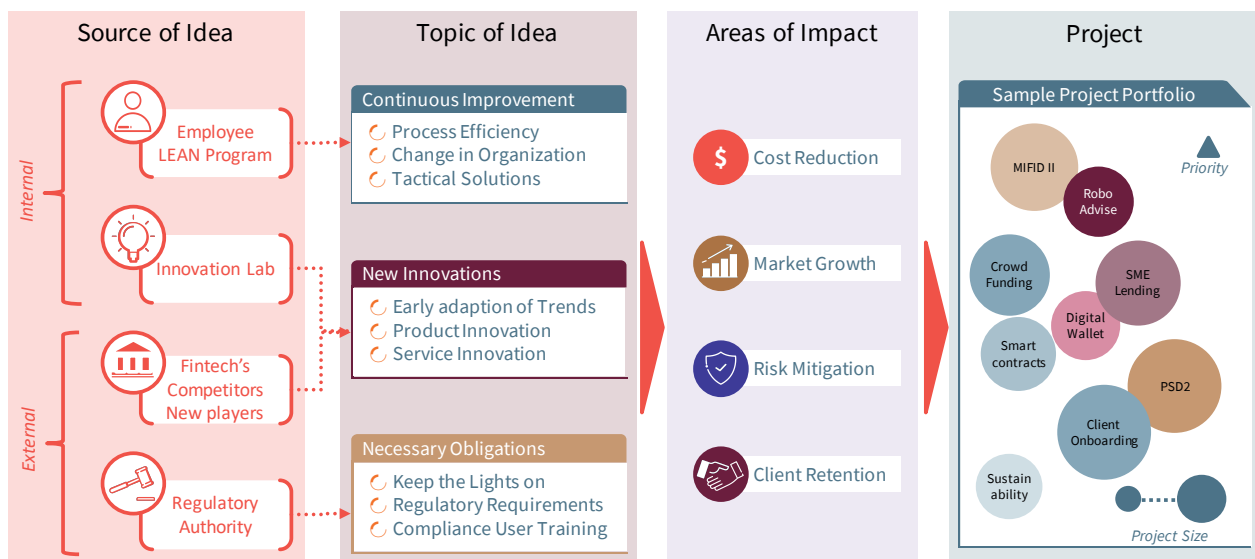 Source of Idea
Internal
External
Employee
LEAN Program
Innovation Lab
Fintech's
Competitors
New players
Regulatory
Authority
Topic of Idea
Continuous Improvement
Process Efficiency
Change in Organization
Tactical Solutions
New Innovations
Early adaption of Trends
Product Innovation
Service Innovation
Necessary Obligations
Keep the Lights on
Regulatory Requirements
Compliance User Training
Areas of Impact
$
Cost Reduction
Market Growth
Risk Mitigation
Client Retention
Project
Sample Project Portfolio
MIFID II
Priority
Robo
Advise
Crowd
Funding
SME
Lending
Digital
Wallet
Smart
contracts
PSD2
Client
Onboarding
Sustain
ability
Project Size